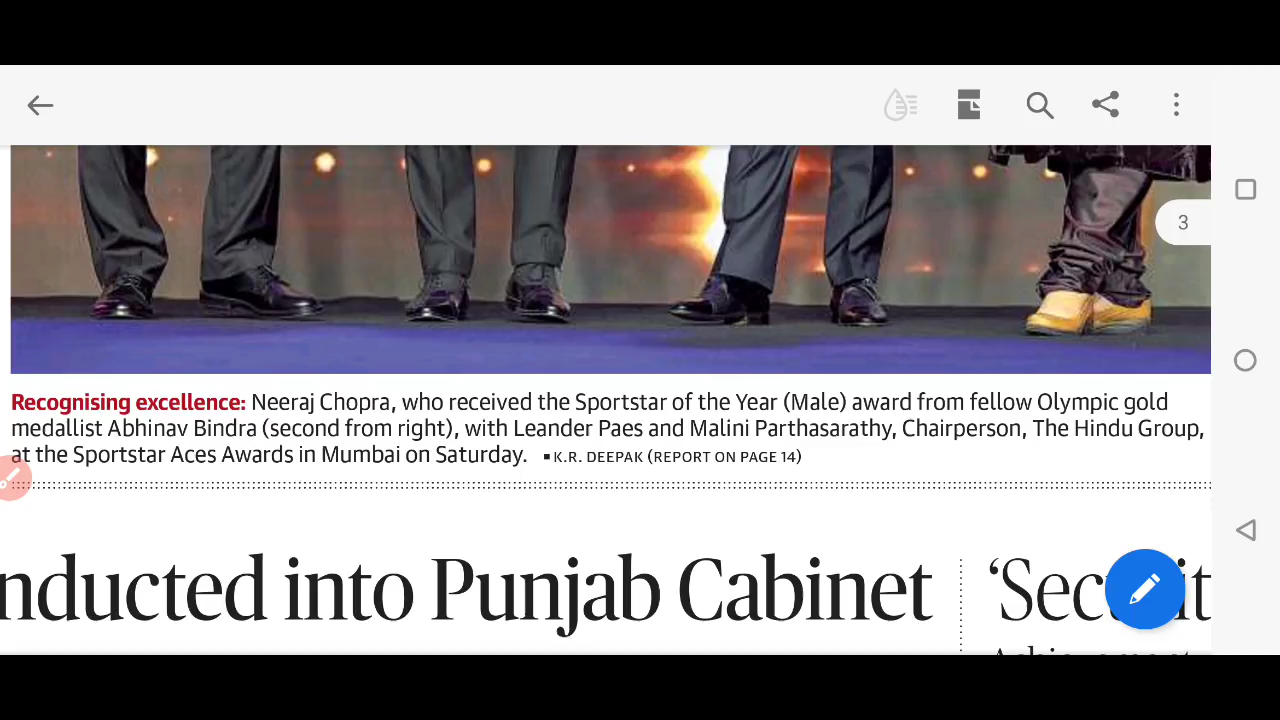 3
Recognising excellence: Neeraj Chopra, who received the Sportstar of the Year (Male) award from fellow Olympic gold
medallist Abhinav Bindra (second from right), with Leander Paes and Malini Parthasarathy, Chairperson, The Hindu Group,
at the Sportstar Aces Awards in Mumbai on Saturday. ▪ K.R. DEEPAK (REPORT ON PAGE 14)
nducted into Punjab Cabinet